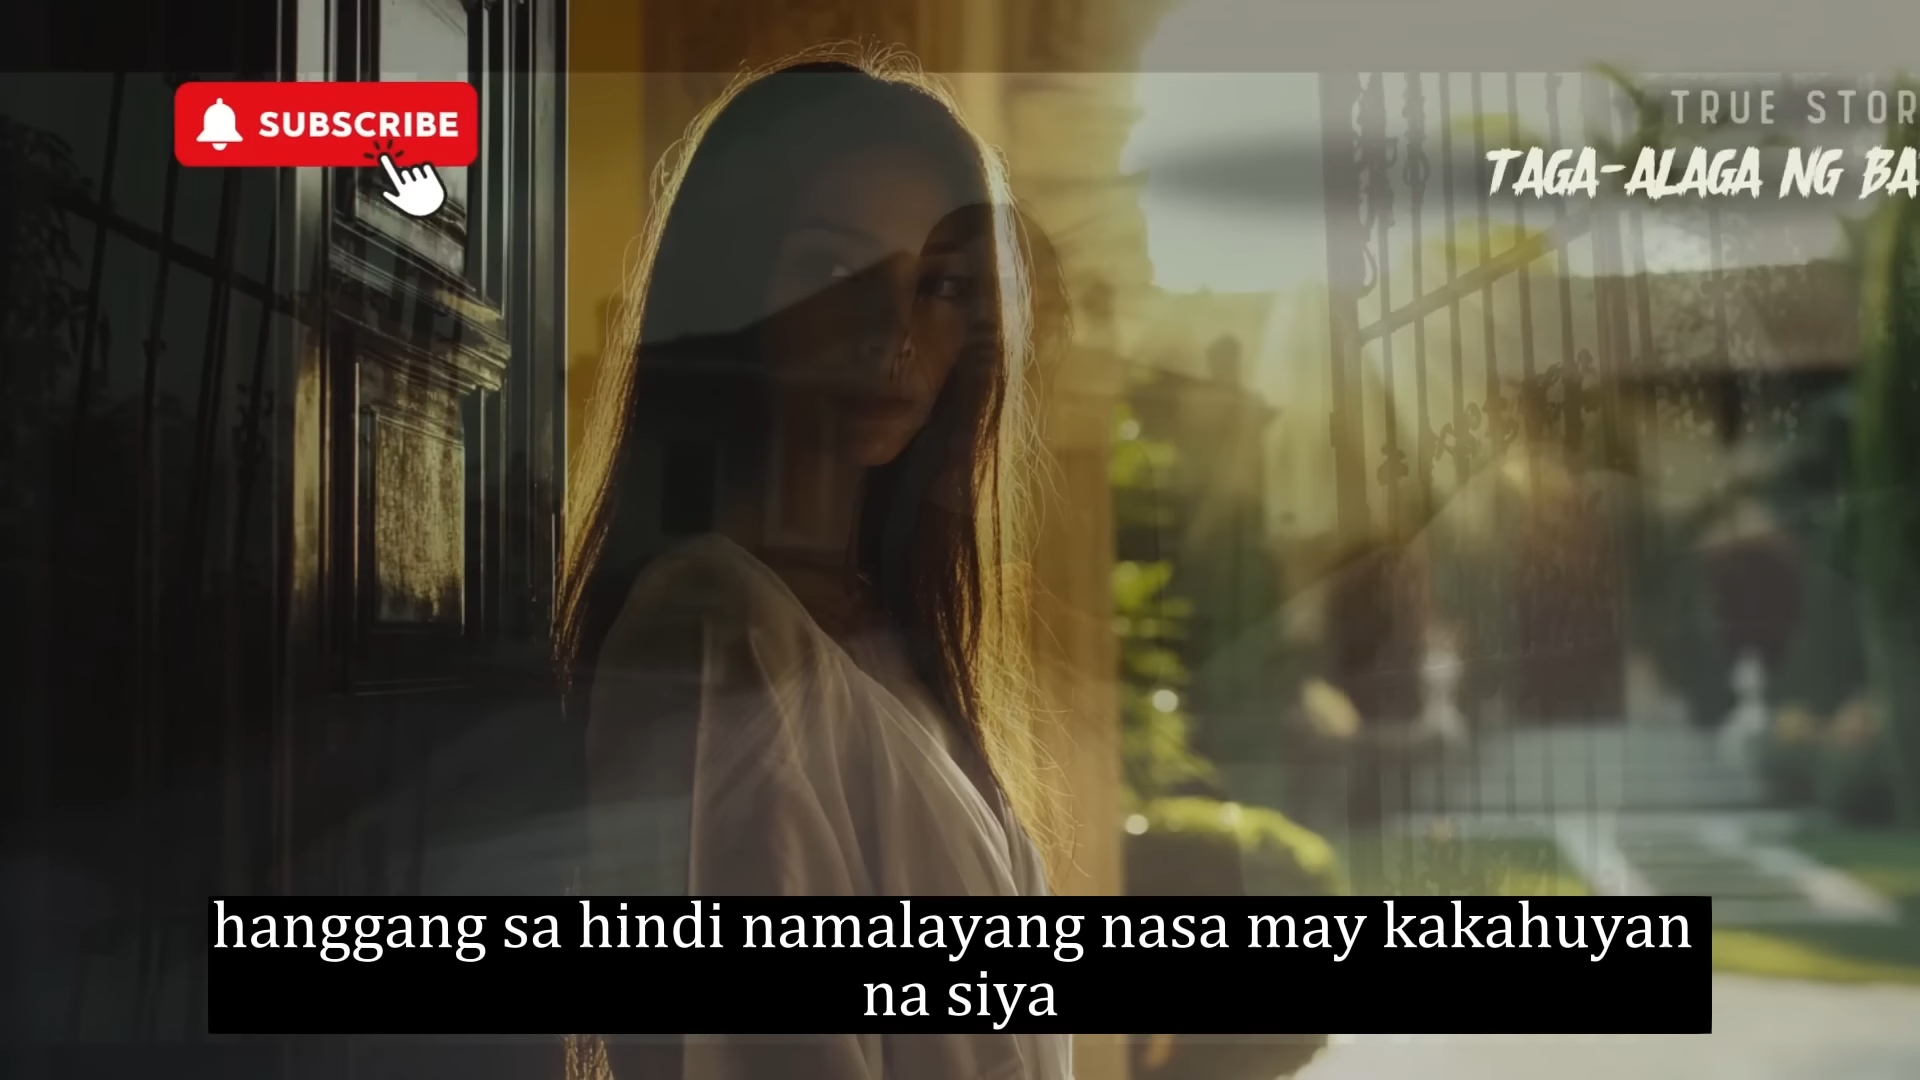 SUBSCRIBE
TRUE STOR
TAGA-ALAGA NG BA
hanggang sa hindi namalayang nasa may kakahuyan
na siya